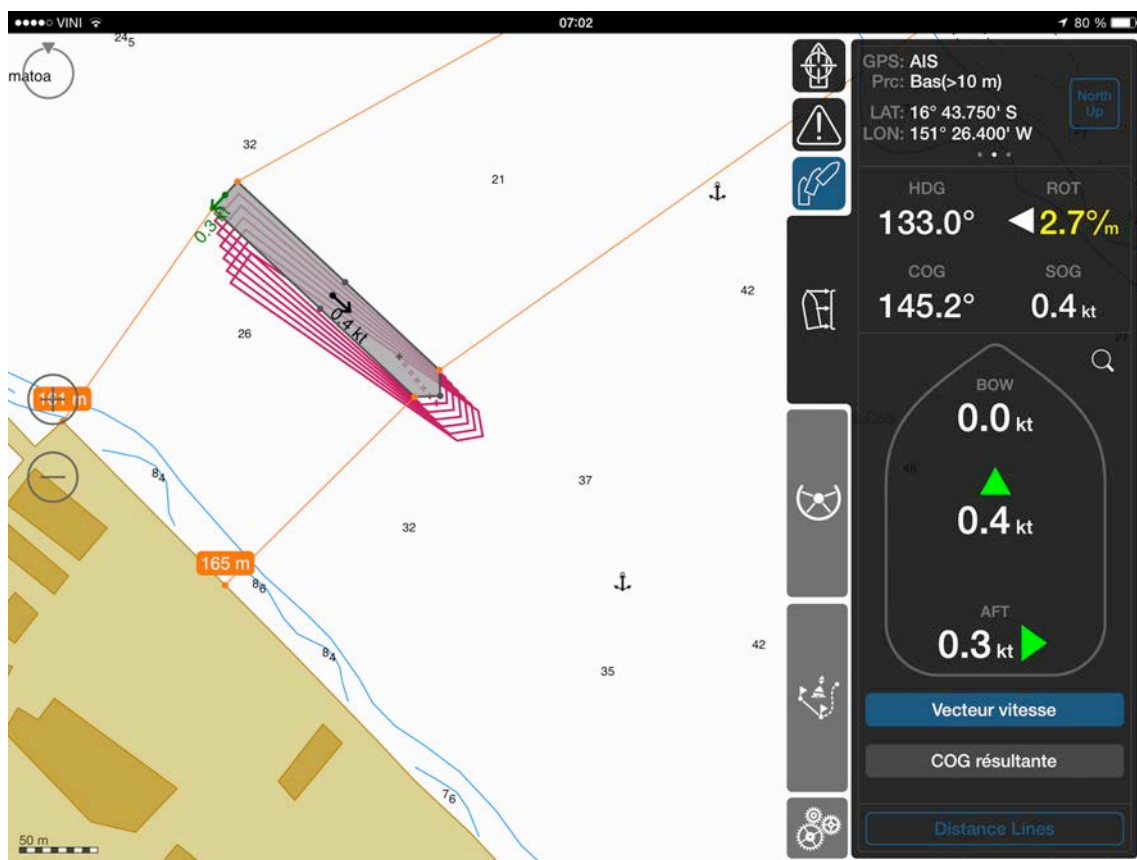 VINI
07:02
80 %
24₅
matoa
32
21
42
26
0.3
0.4 kt
8₄
37
32
165 m
8₆
8₄
42
35
7₆
50 m
GPS: AIS
Prc: Bas(>10 m)
LAT: 16° 43.750' S
LON: 151° 26.400' W
North
Up
HDG
ROT
133.0°
2.7°/m
COG
SOG
145.2°
0.4 kt
BOW
0.0 kt
0.4 kt
AFT
0.3 kt
Vecteur vitesse
COG résultante
Distance Lines